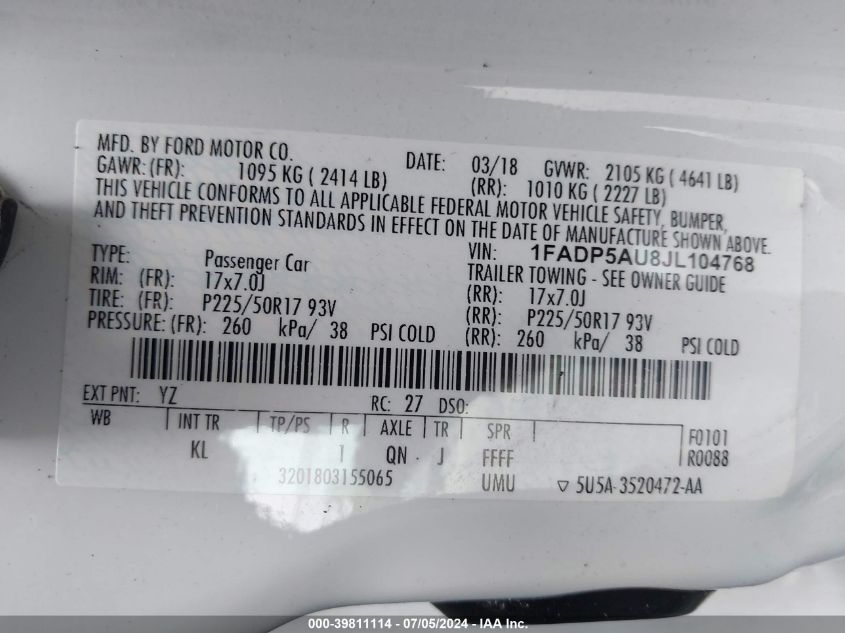 MFD. BY FORD MOTOR CO. DATE: 03/18 GVWR: 2105 KG ( 4641 LB)
GAWR: (FR): 1095 KG ( 2414 LB) (RR): 1010 KG ( 2227 LB)
THIS VEHICLE CONFORMS TO ALL APPLICABLE FEDERAL MOTOR VEHICLE SAFETY, BUMPER,
AND THEFT PREVENTION STANDARDS IN EFFECT ON THE DATE OF MANUFACTURE SHOWN ABOVE.
VIN: 1FADP5AU8JL104768
TYPE: Passenger Car TRAILER TOWING - SEE OWNER GUIDE
RIM: (FR): 17x7.0J (RR): 17x7.0J
TIRE: (FR): P225/50R17 93V (RR): P225/50R17 93V
PRESSURE: (FR): 260 kPa/ 38 PSI COLD (RR): 260 kPa/ 38 PSI COLD
EXT PNT: YZ RC: 27 DSO:
WB INT TR TP/PS R AXLE TR SPR F0101
KL 1 QN J FFFF R0088
3201803155065 UMU ▽ 5U5A-3520472-AA
000-39811114 - 07/05/2024 - IAA Inc.